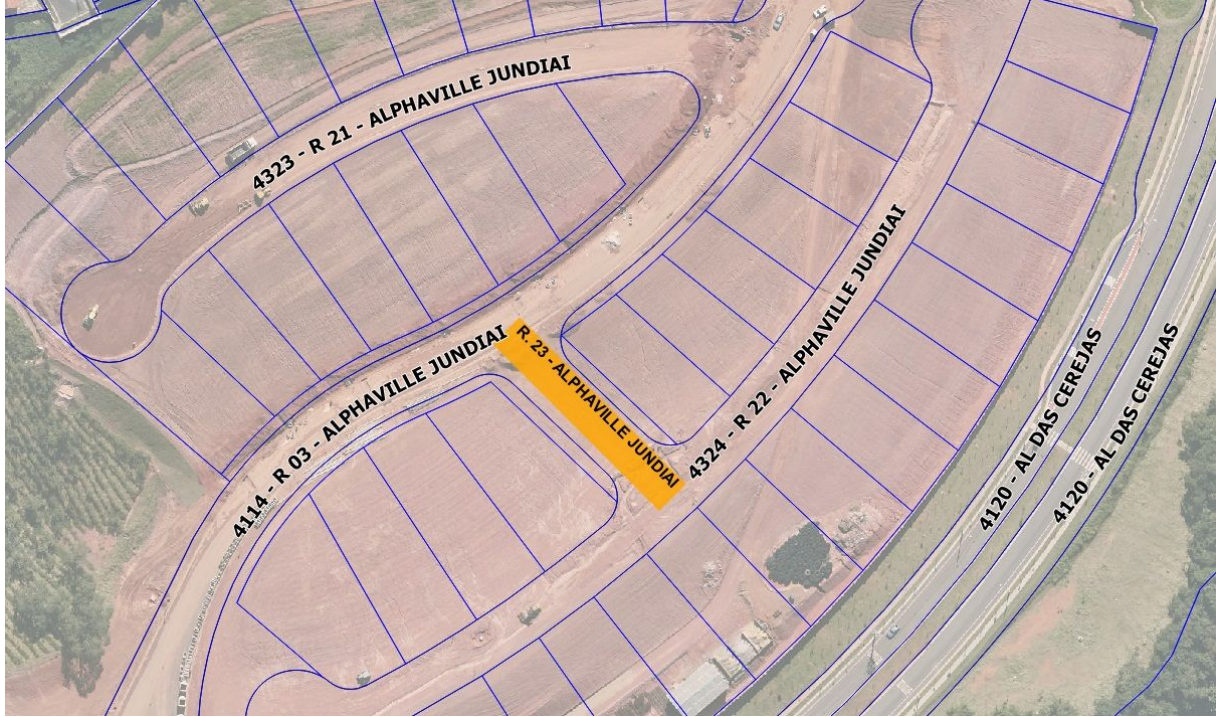 4323 - R 21 - ALPHAVILLE JUNDIAI
4114 - R 03 - ALPHAVILLE JUNDIAI
R. 23 - ALPHAVILLE JUNDIAI
4324 - R 22 - ALPHAVILLE JUNDIAI
4120 - AL DAS CEREJAS
4120 - AL DAS CEREJAS